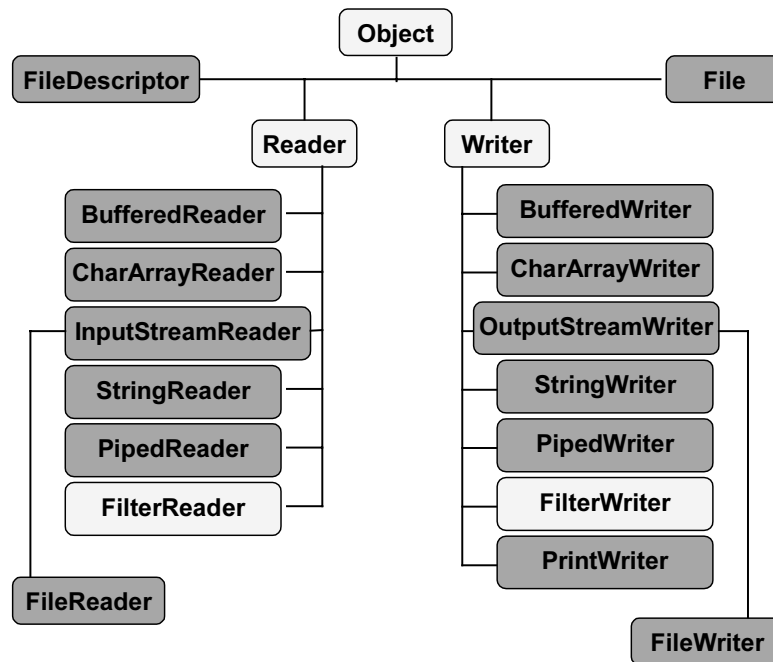 Object
FileDescriptor
File
Reader
Writer
BufferedReader
BufferedWriter
CharArrayReader
CharArrayWriter
InputStreamReader
OutputStreamWriter
StringReader
StringWriter
PipedReader
PipedWriter
FilterReader
FilterWriter
PrintWriter
FileReader
FileWriter